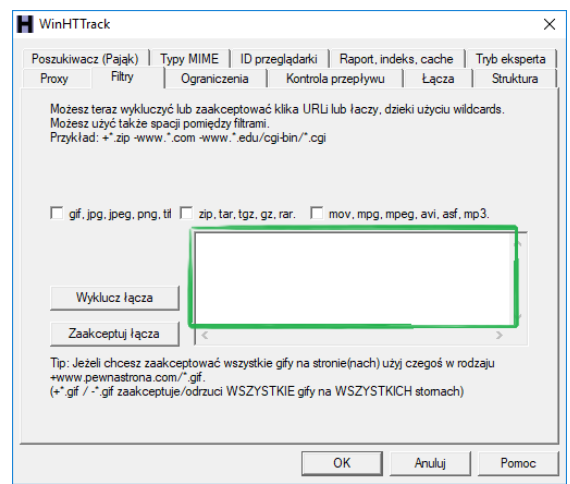 WinHTTrack
Poszukiwacz (Pająk) Typy MIME ID przeglądarki Raport, indeks, cache Tryb eksperta
Proxy Filtry Ograniczenia Kontrola przepływu Łącza Struktura
Możesz teraz wykluczyć lub zaakceptować klika URLi lub łaczy, dzieki użyciu wildcards.
Możesz użyć także spacji pomiędzy filtrami.
Przykład: +*.zip -www.*.com -www.*.edu/cgi-bin/*.cgi
gif, jpg, jpeg, png, tif zip, tar, tgz, gz, rar. mov, mpg, mpeg, avi, asf, mp3.
Wyklucz łącza
Zaakceptuj łącza
Tip: Jeżeli chcesz zaakceptować wszystkie gify na stronie(nach) użyj czegoś w rodzaju
+www.pewnastrona.com/*.gif.
(+*.gif / -*.gif zaakceptuje/odrzuci WSZYSTKIE gify na WSZYSTKICH stornach)
OK Anuluj Pomoc